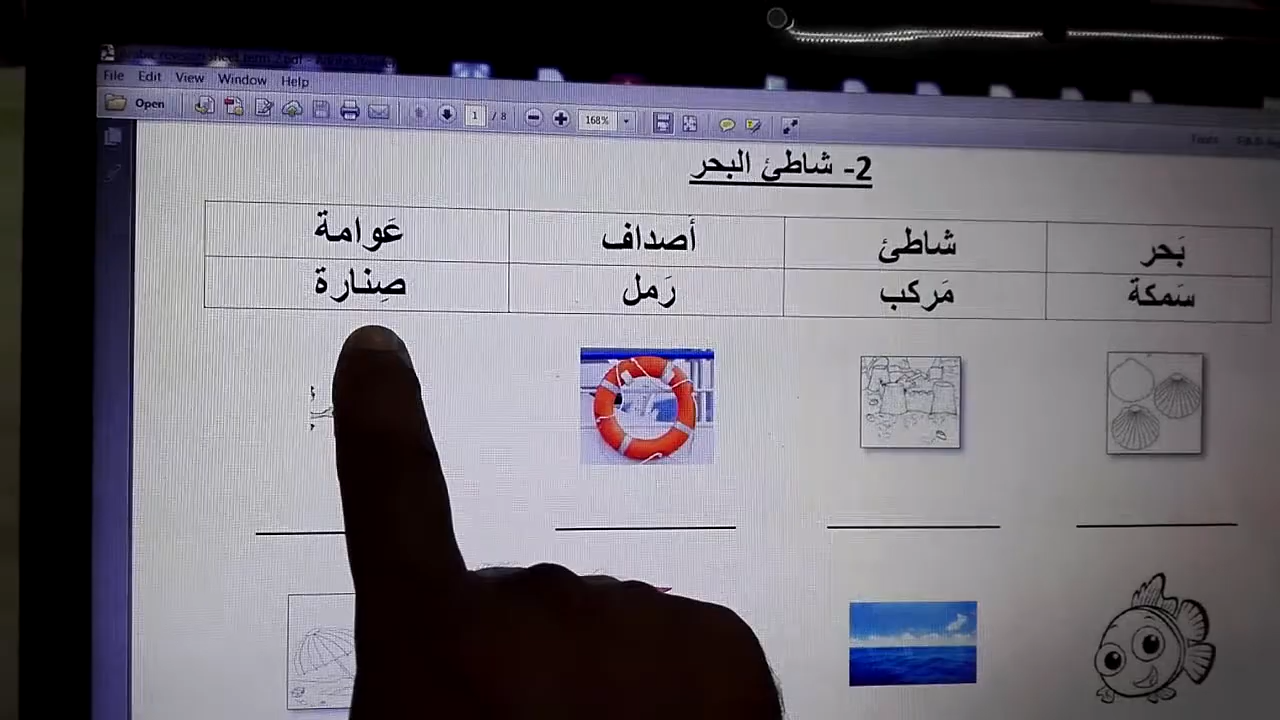 File Edit View Window Help
Open 1 / 8 168%
2- شاطئ البحر
بَحر شاطئ أصداف عَوامة
سَمكة مَركب رَمل صِنارة